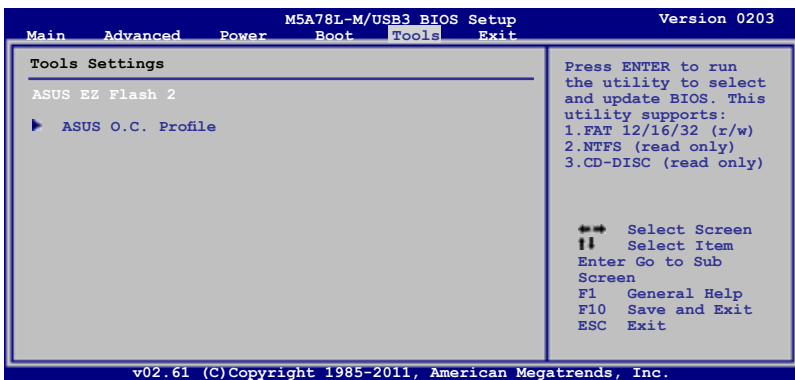 M5A78L-M/USB3 BIOS Setup Version 0203
Main Advanced Power Boot Tools Exit
Tools Settings
ASUS EZ Flash 2
ASUS O.C. Profile
Press ENTER to run
the utility to select
and update BIOS. This
utility supports:
1.FAT 12/16/32 (r/w)
2.NTFS (read only)
3.CD-DISC (read only)
Select Screen
Select Item
Enter Go to Sub
Screen
F1 General Help
F10 Save and Exit
ESC Exit
v02.61 (C)Copyright 1985-2011, American Megatrends, Inc.